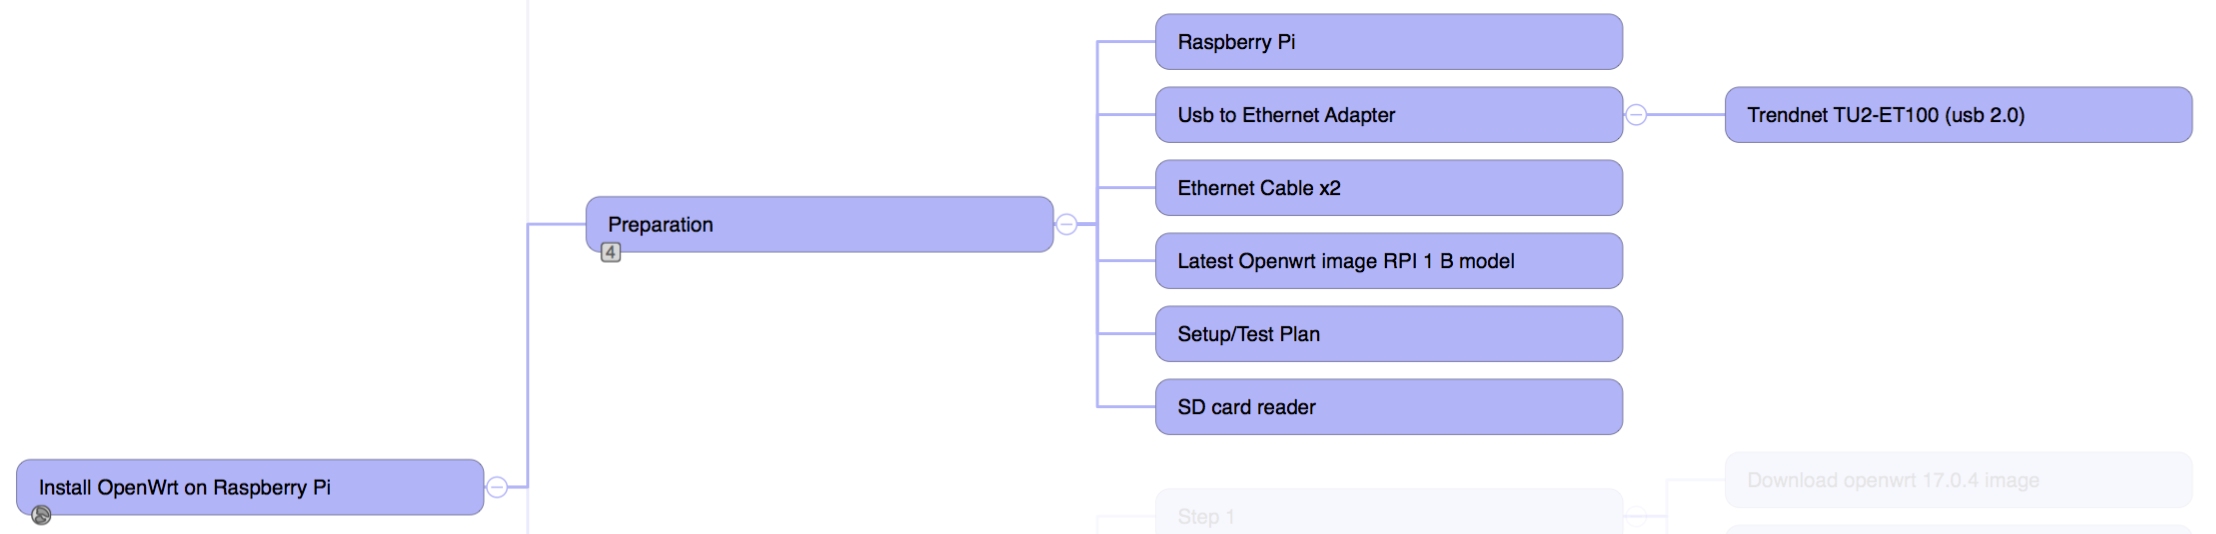 Raspberry Pi
Usb to Ethernet Adapter
Trendnet TU2-ET100 (usb 2.0)
Ethernet Cable x2
Preparation
4
Latest Openwrt image RPI 1 B model
Setup/Test Plan
SD card reader
Install OpenWrt on Raspberry Pi
Download openwrt 17.0.4 image
Step 1